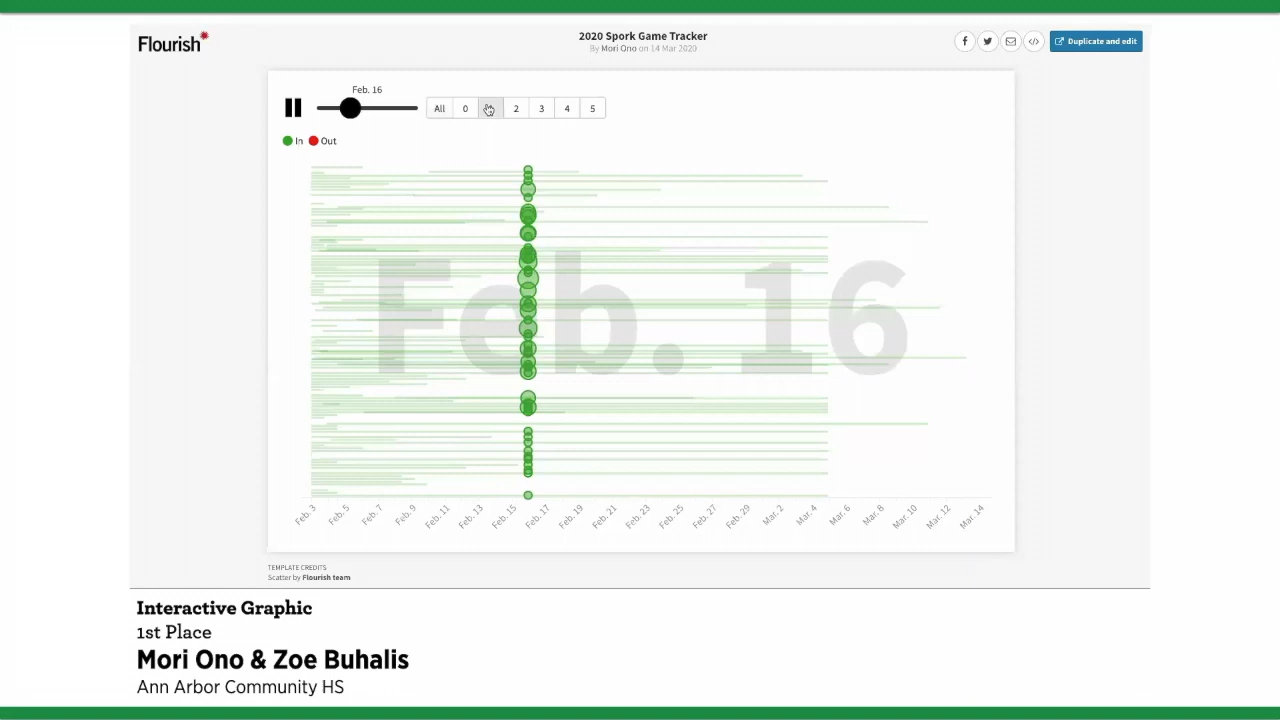 Flourish
2020 Spork Game Tracker
By Mori Ono on 14 Mar 2020
</>
Duplicate and edit
Feb. 16
All 0 2 3 4 5
In Out
Feb. 16
Feb. 3 Feb. 5 Feb. 7 Feb. 9 Feb. 11 Feb. 13 Feb. 15 Feb. 17 Feb. 19 Feb. 21 Feb. 23 Feb. 25 Feb. 27 Feb. 29 Mar. 2 Mar. 4 Mar. 6 Mar. 8 Mar. 10 Mar. 12 Mar. 14
TEMPLATE CREDITS
Scatter by Flourish team
Interactive Graphic
1st Place
Mori Ono & Zoe Buhalis
Ann Arbor Community HS